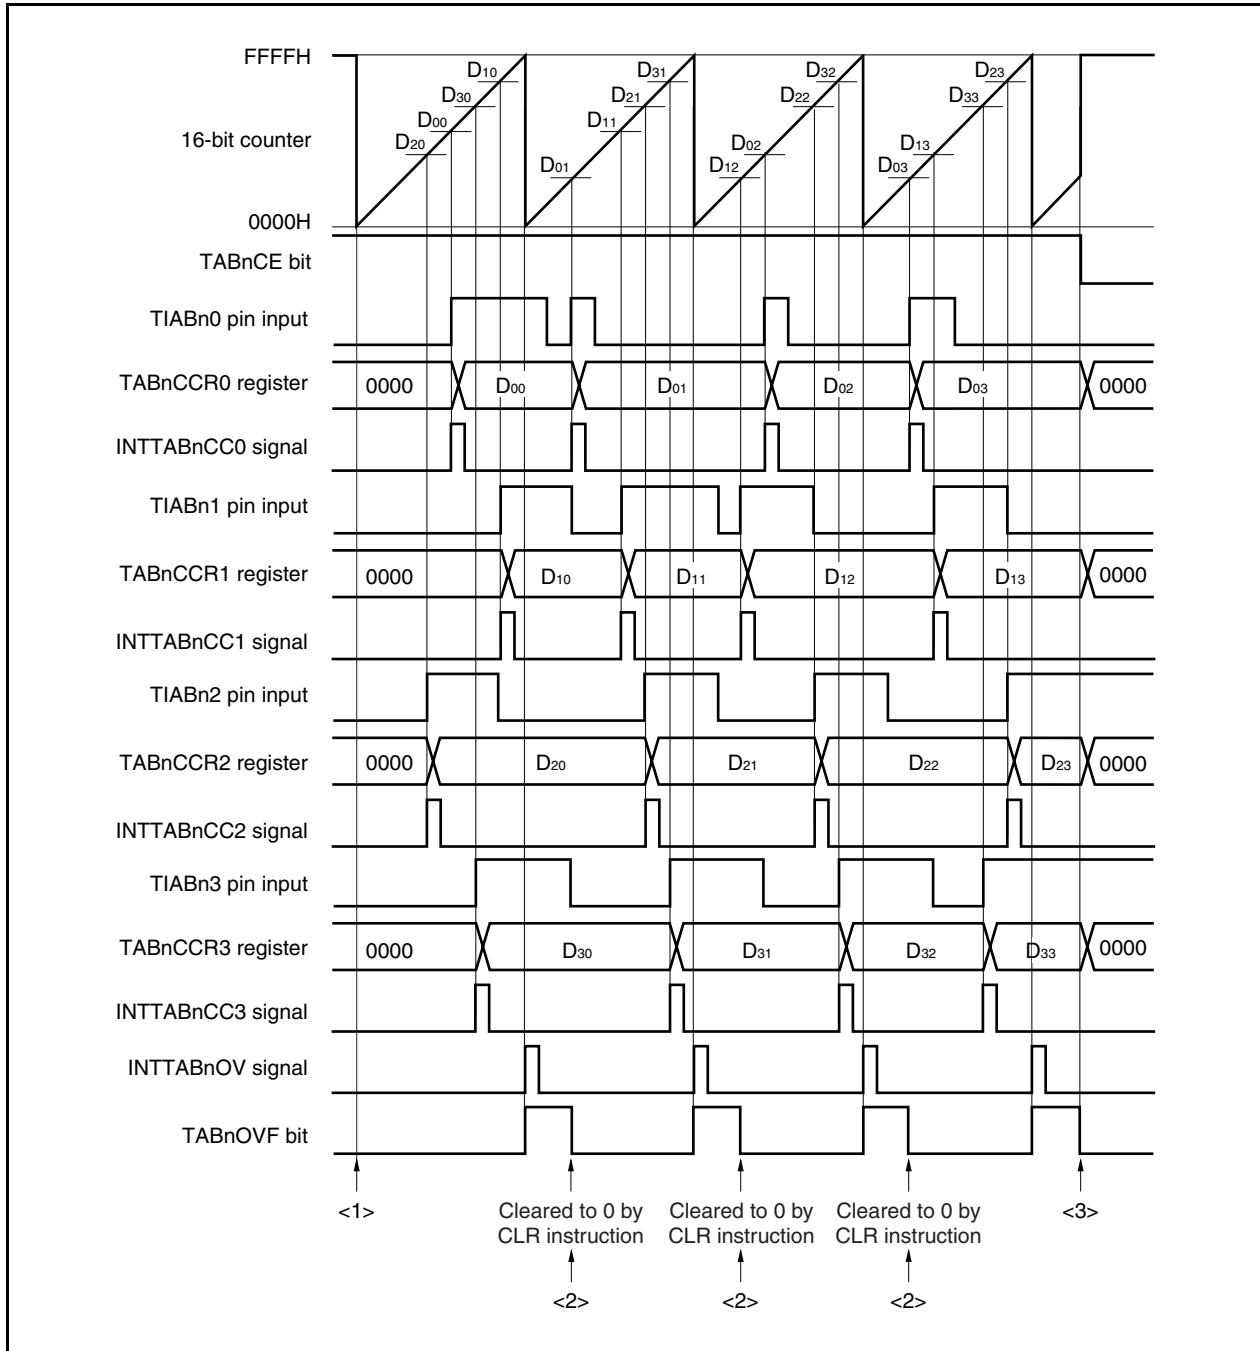 FFFFH
D10
D31
D32
D23
D30
D21
D22
D33
D00
D11
16-bit counter
D20
D02
D13
D01
D12
D03
0000H
TABnCE bit
TIABn0 pin input
TABnCCR0 register
0000
D00
D01
D02
D03
0000
INTTABnCC0 signal
TIABn1 pin input
TABnCCR1 register
0000
D10
D11
D12
D13
0000
INTTABnCC1 signal
TIABn2 pin input
TABnCCR2 register
0000
D20
D21
D22
D23
0000
INTTABnCC2 signal
TIABn3 pin input
TABnCCR3 register
0000
D30
D31
D32
D33
0000
INTTABnCC3 signal
INTTABnOV signal
TABnOVF bit
<1>
Cleared to 0 by
CLR instruction
Cleared to 0 by
CLR instruction
Cleared to 0 by
CLR instruction
<3>
<2>
<2>
<2>